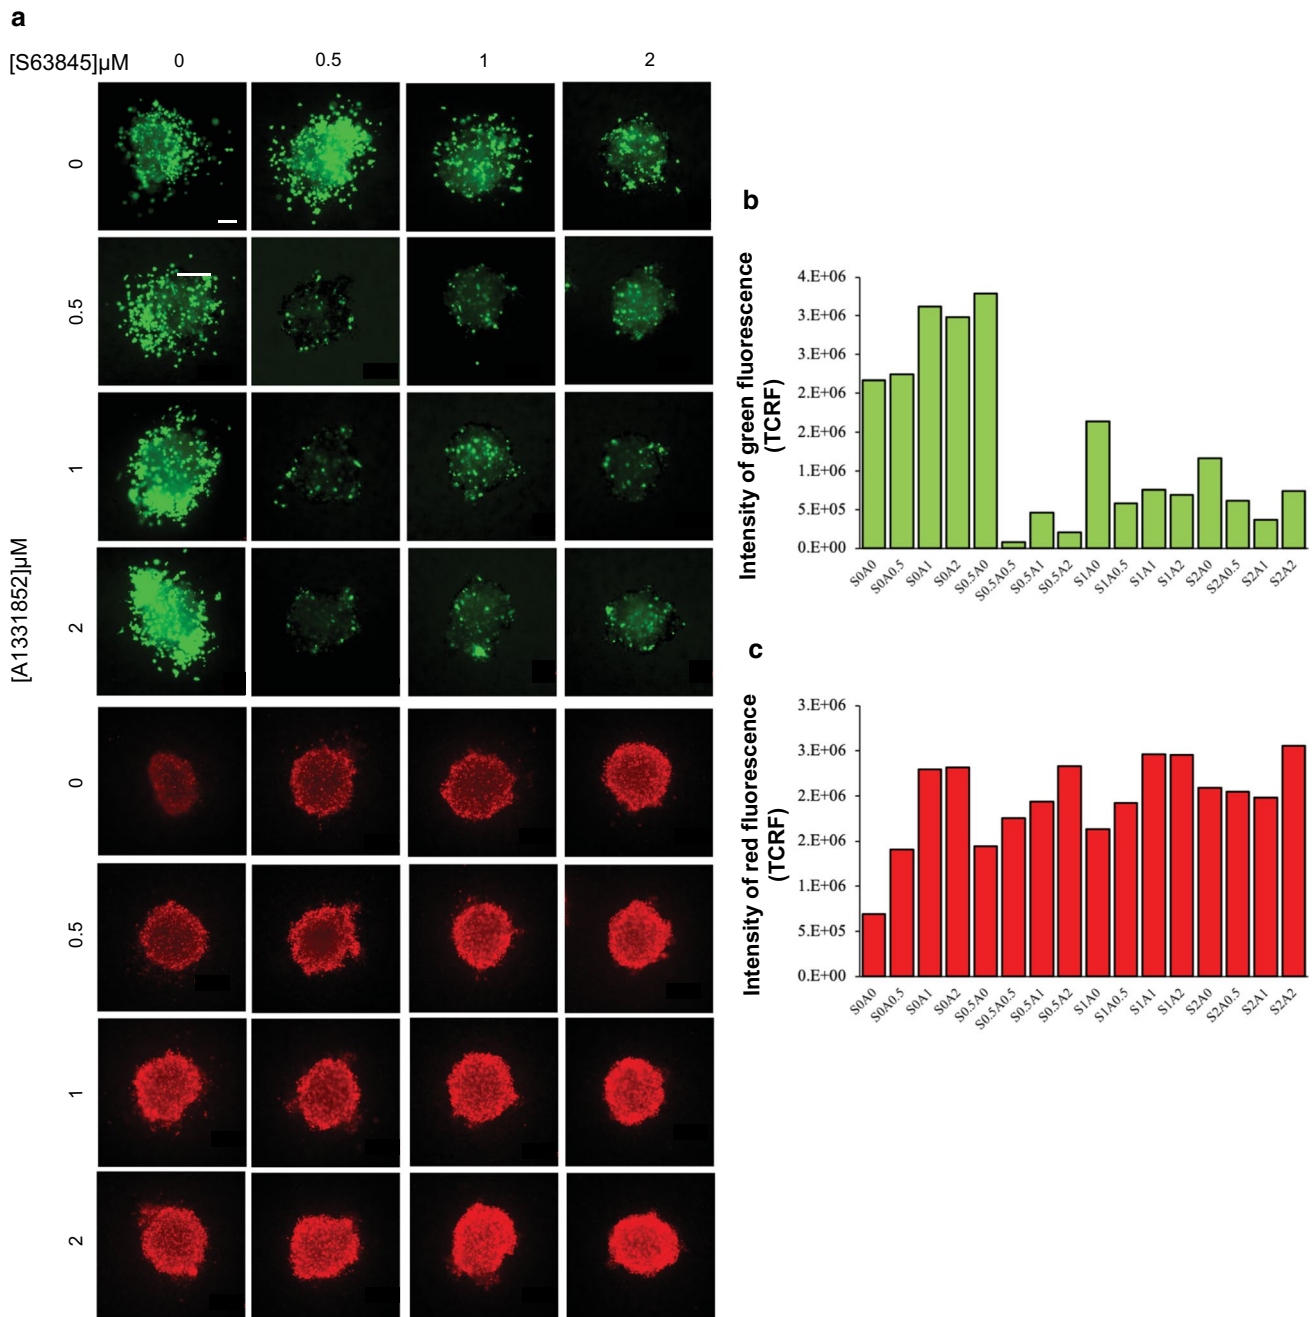 a
[S63845]µM 0 0.5 1 2
0
0.5
1
2
[A1331852]µM
0
0.5
1
2
b
Intensity of green fluorescence
(TCRF)
4.E+06
3.E+06
3.E+06
2.E+06
2.E+06
1.E+06
5.E+05
0.E+00
S0A0 S0A0.5 S0A1 S0A2 S0.5A0 S0.5A0.5 S0.5A1 S0.5A2 S1A0 S1A0.5 S1A1 S1A2 S2A0 S2A0.5 S2A1 S2A2
c
Intensity of red fluorescence
(TCRF)
3.E+06
3.E+06
2.E+06
2.E+06
1.E+06
5.E+05
0.E+00
S0A0 S0A0.5 S0A1 S0A2 S0.5A0 S0.5A0.5 S0.5A1 S0.5A2 S1A0 S1A0.5 S1A1 S1A2 S2A0 S2A0.5 S2A1 S2A2